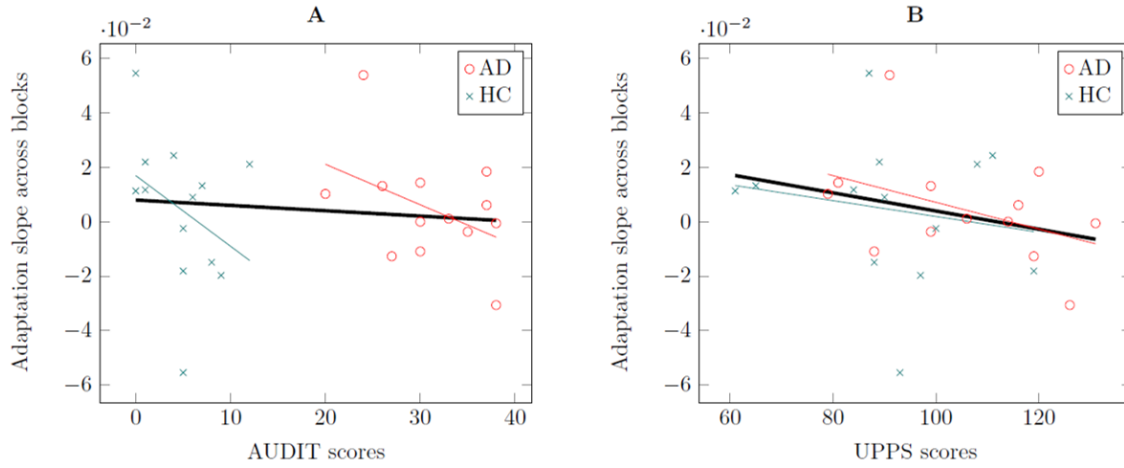 A
·10−2
Adaptation slope across blocks
6
4
2
0
−2
−4
−6
AD
HC
0
10
20
30
40
AUDIT scores
B
·10−2
Adaptation slope across blocks
6
4
2
0
−2
−4
−6
AD
HC
60
80
100
120
UPPS scores